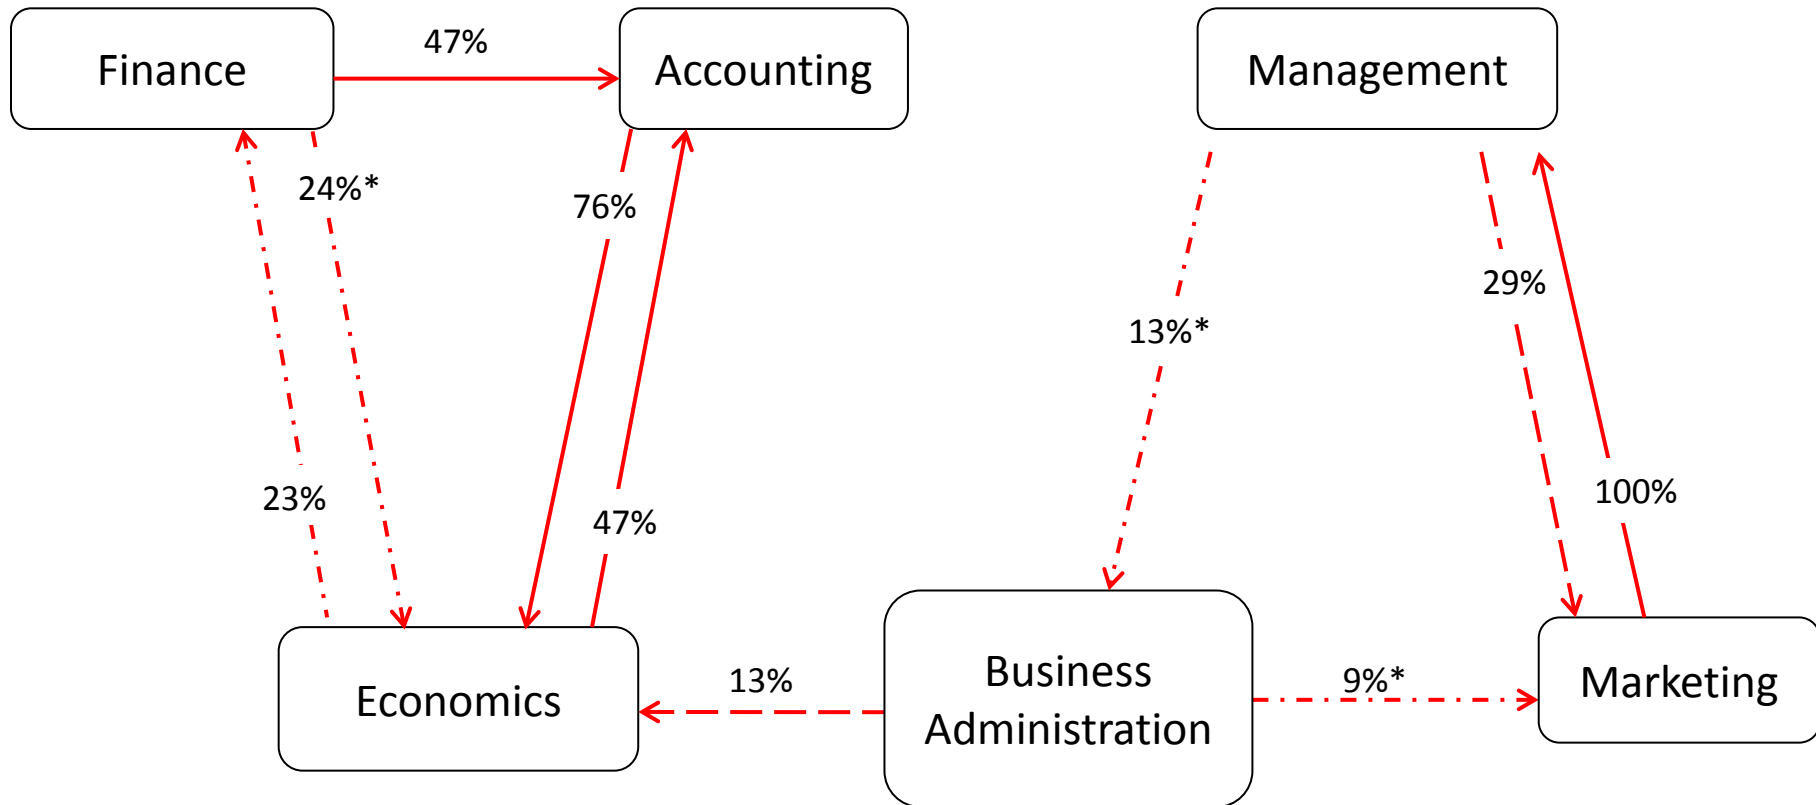 Finance
47%
Accounting
Management
24%*
76%
29%
13%*
23%
47%
100%
Economics
13%
Business
Administration
9%*
Marketing